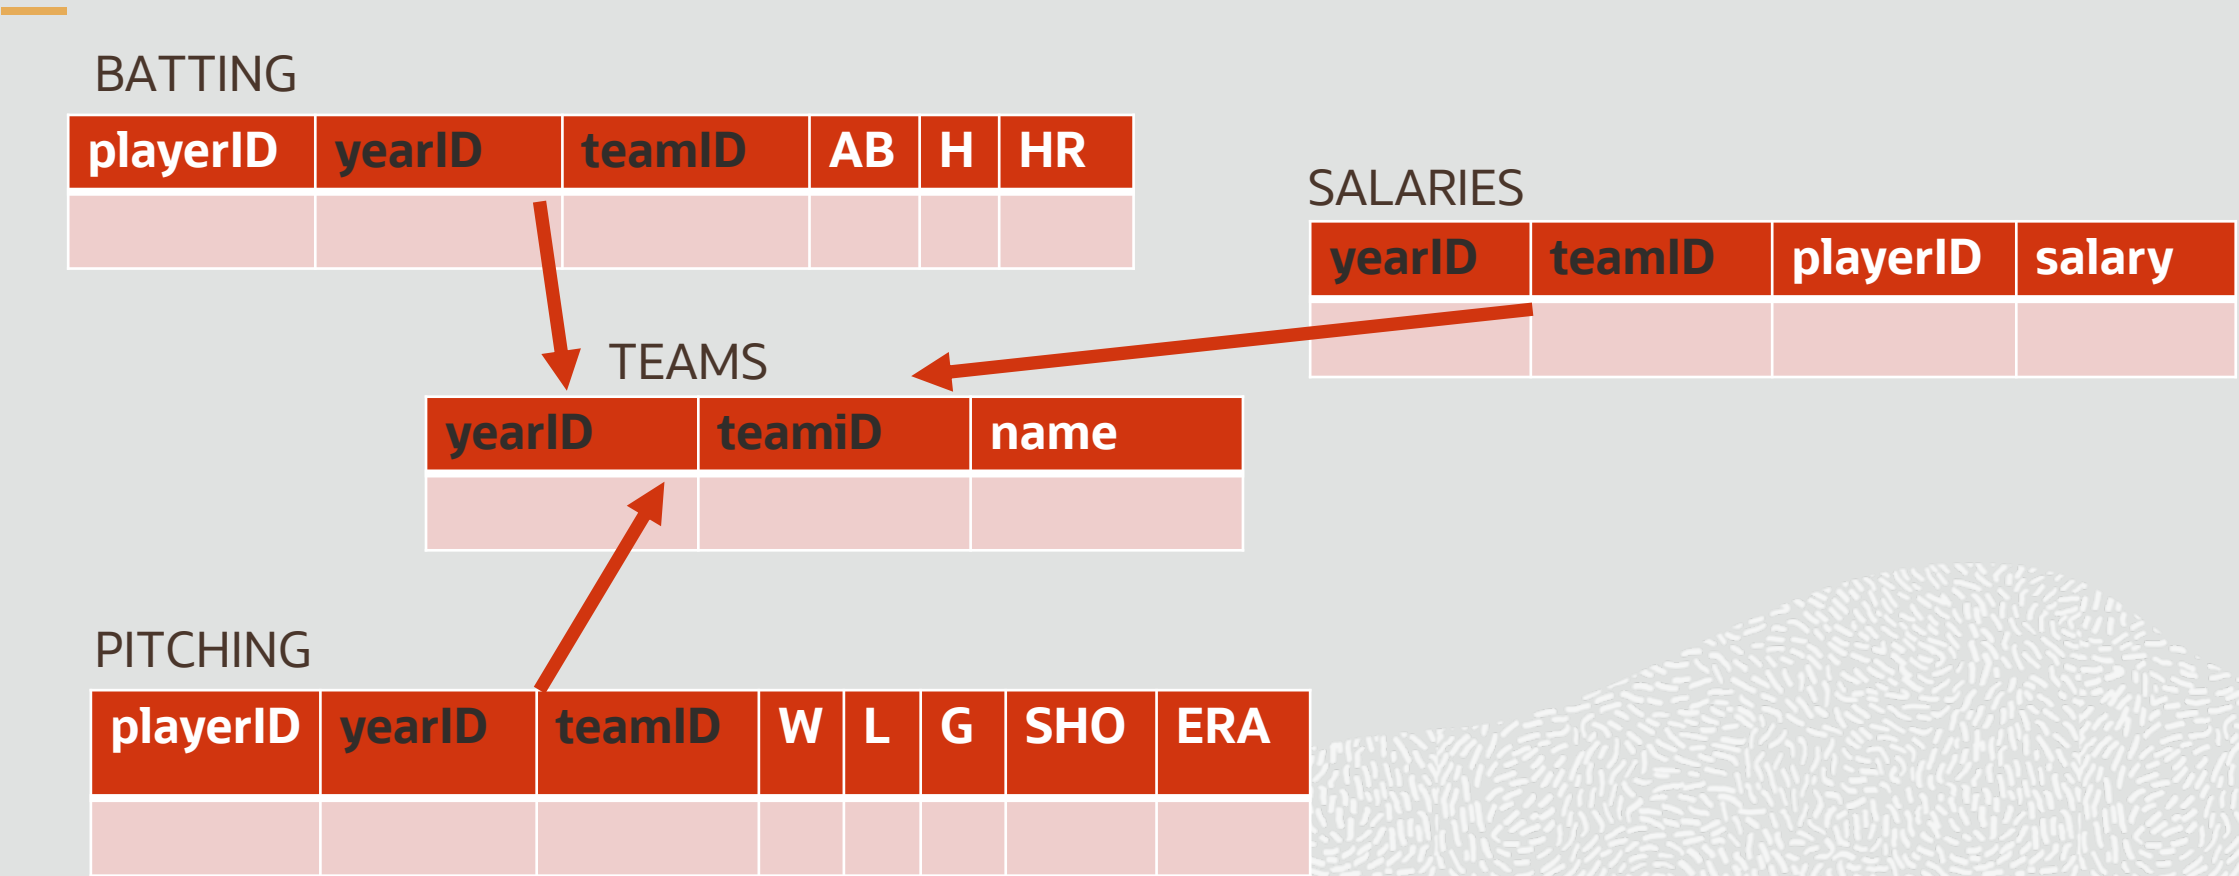 BATTING
playerID yearID teamID AB H HR
SALARIES
yearID teamID playerID salary
TEAMS
yearID teamiD name
PITCHING
playerID yearID teamID W L G SHO ERA